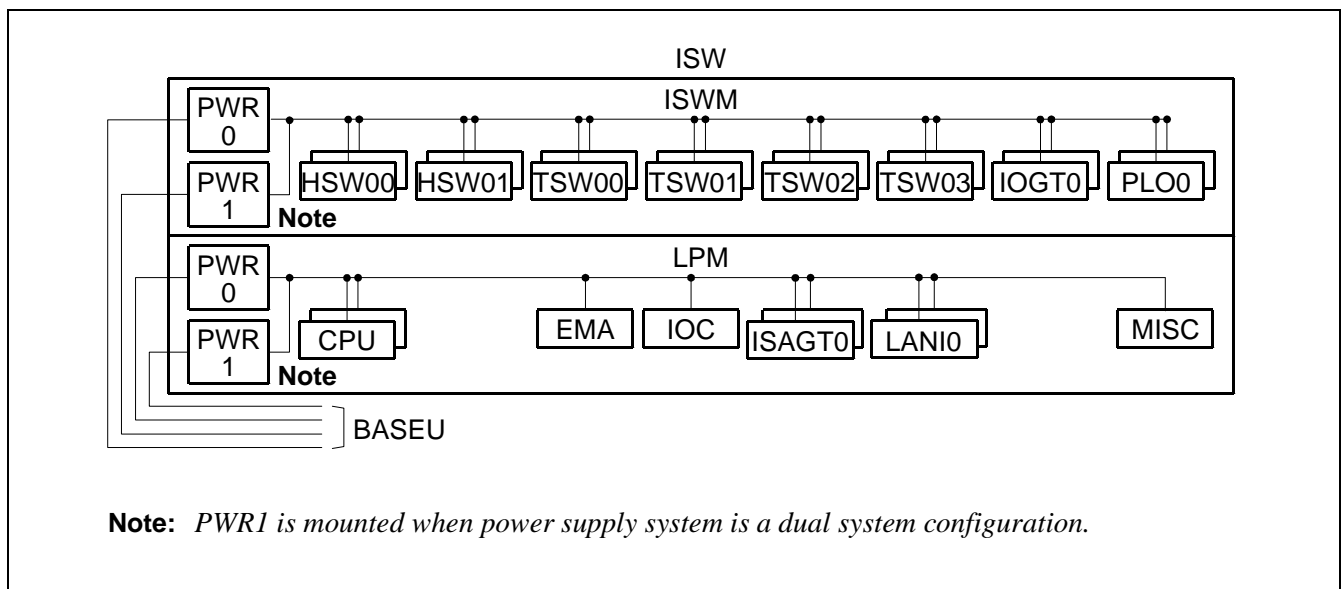 ISW
ISWM
PWR
0
PWR
1
Note
HSW00
HSW01
TSW00
TSW01
TSW02
TSW03
IOGT0
PLO0
LPM
PWR
0
PWR
1
Note
CPU
EMA
IOC
ISAGT0
LANI0
MISC
BASEU
Note: PWR1 is mounted when power supply system is a dual system configuration.